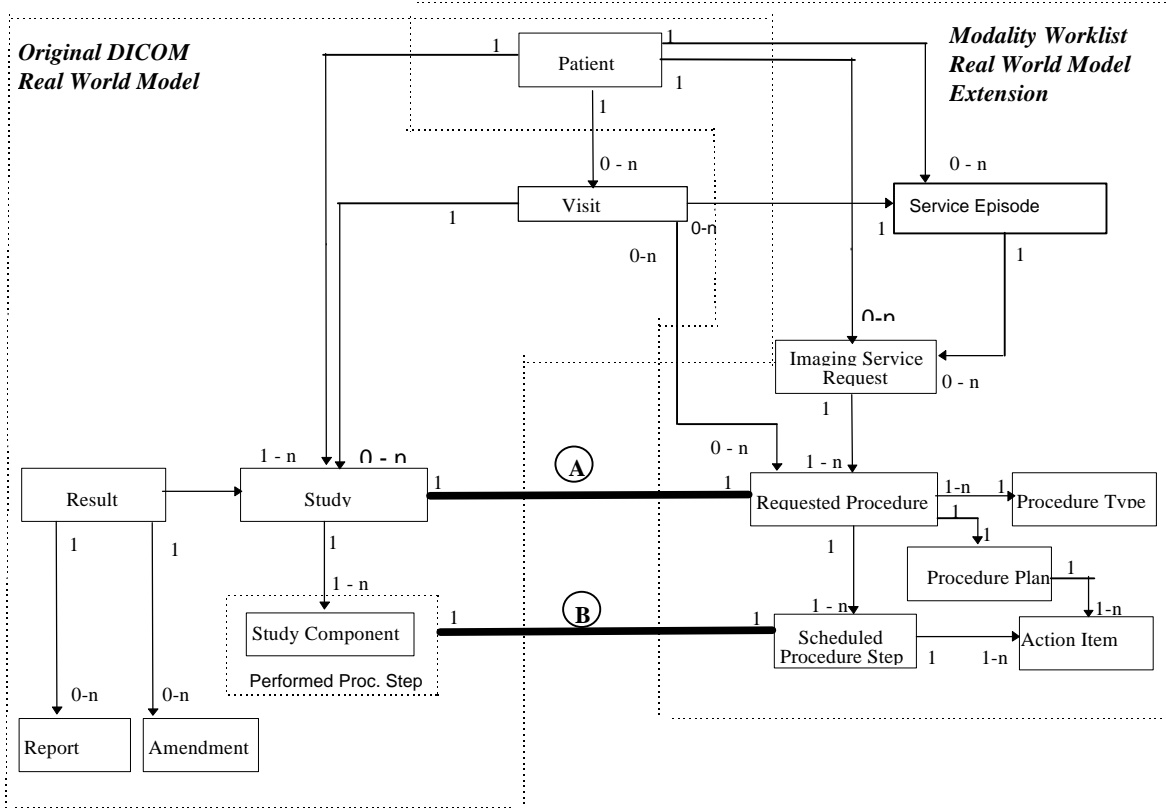 Original DICOM
Real World Model
Modality Worklist
Real World Model
Extension
1
Patient
1
1
1
0 - n
0 - n
1
Visit
0-n
0-n
1
Service Episode
1
0-n
Imaging Service
Request
0 - n
1
1 - n
0 - n
0 - n
1 - n
Result
Study
1
A
1
Requested Procedure
1-n
1
Procedure Type
1
1
1
1
1
1
Procedure Plan
1
1 - n
1 - n
1-n
Study Component
1
B
1
Scheduled
Procedure Step
1
1-n
Action Item
Performed Proc. Step
0-n
0-n
Report
Amendment